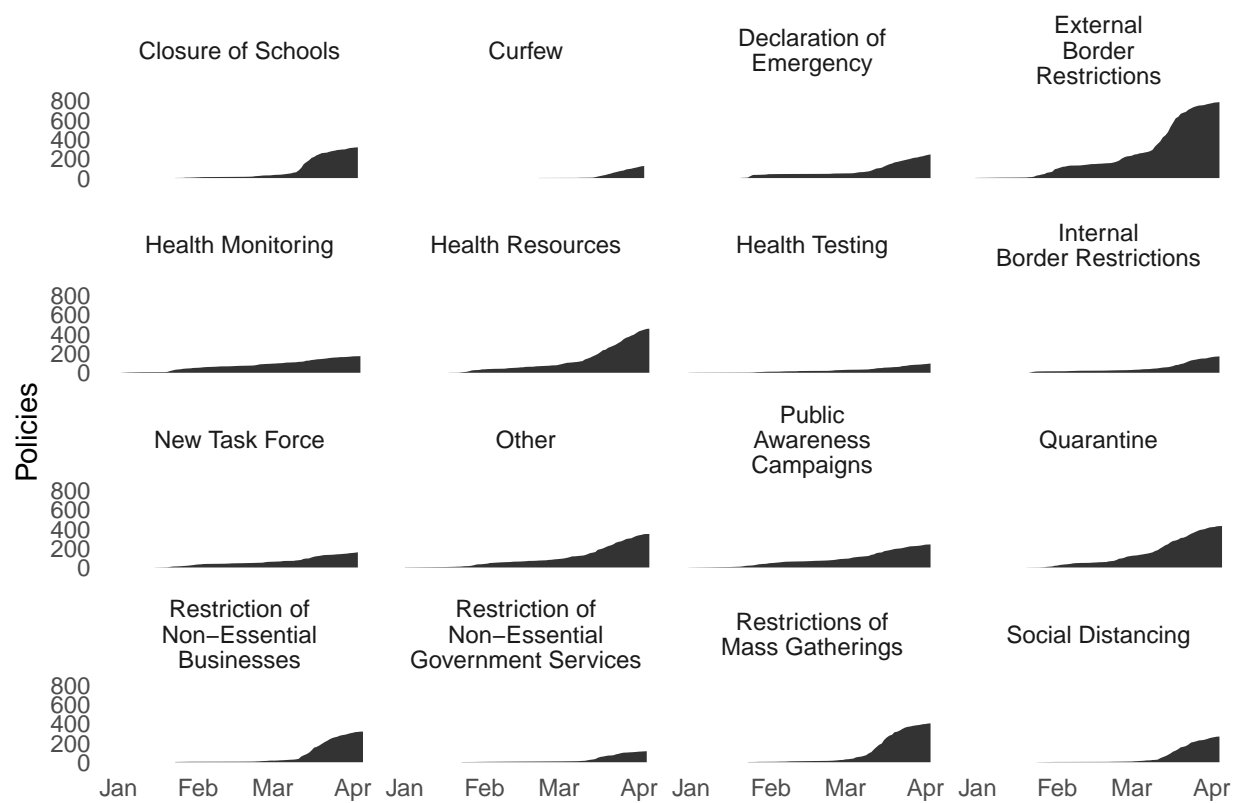 Closure of Schools
Curfew
Declaration of
Emergency
External
Border
Restrictions
800
600
400
200
0
Health Monitoring
Health Resources
Health Testing
Internal
Border Restrictions
800
600
400
200
0
Policies
New Task Force
Other
Public
Awareness
Campaigns
Quarantine
800
600
400
200
0
Restriction of
Non−Essential
Businesses
Restriction of
Non−Essential
Government Services
Restrictions of
Mass Gatherings
Social Distancing
800
600
400
200
0
Jan Feb Mar Apr Jan Feb Mar Apr Jan Feb Mar Apr Jan Feb Mar Apr